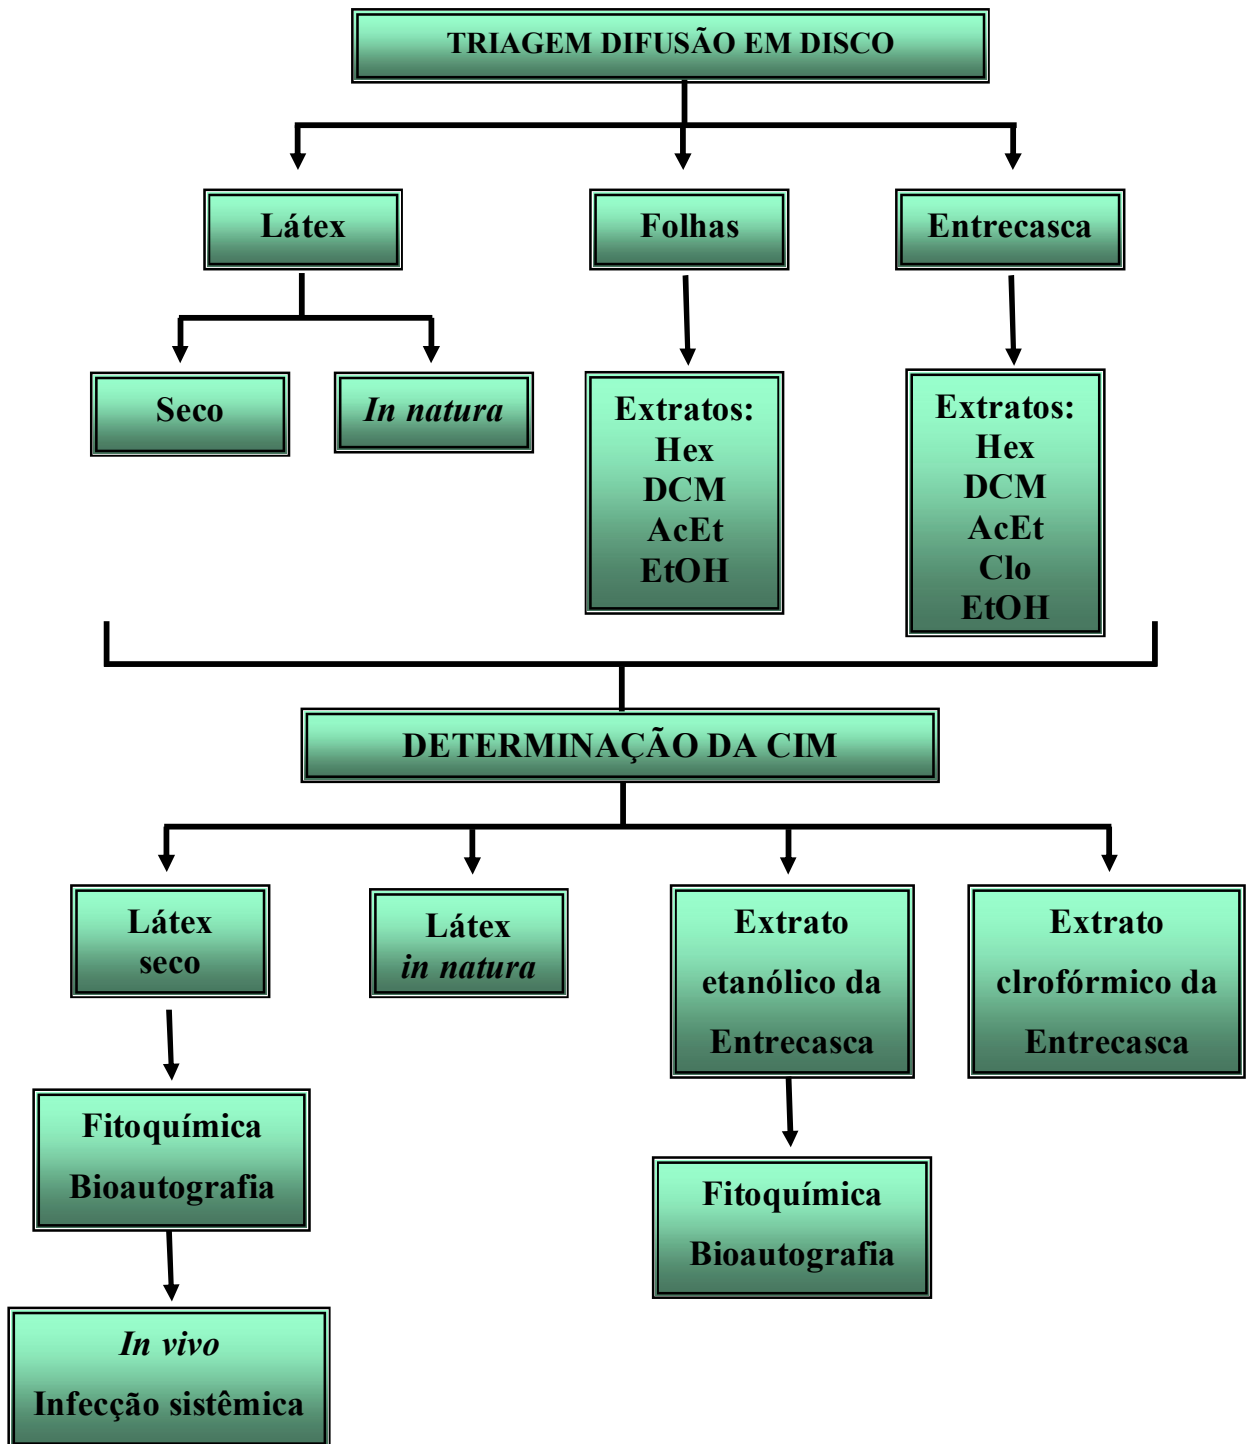 TRIAGEM DIFUSÃO EM DISCO
Látex
Folhas
Entrecasca
Seco
In natura
Extratos:
Hex
DCM
AcEt
EtOH
Extratos:
Hex
DCM
AcEt
Clo
EtOH
DETERMINAÇÃO DA CIM
Látex
seco
Látex
in natura
Extrato
etanólico da
Entrecasca
Extrato
clrofórmico da
Entrecasca
Fitoquímica
Bioautografia
Fitoquímica
Bioautografia
In vivo
Infecção sistêmica